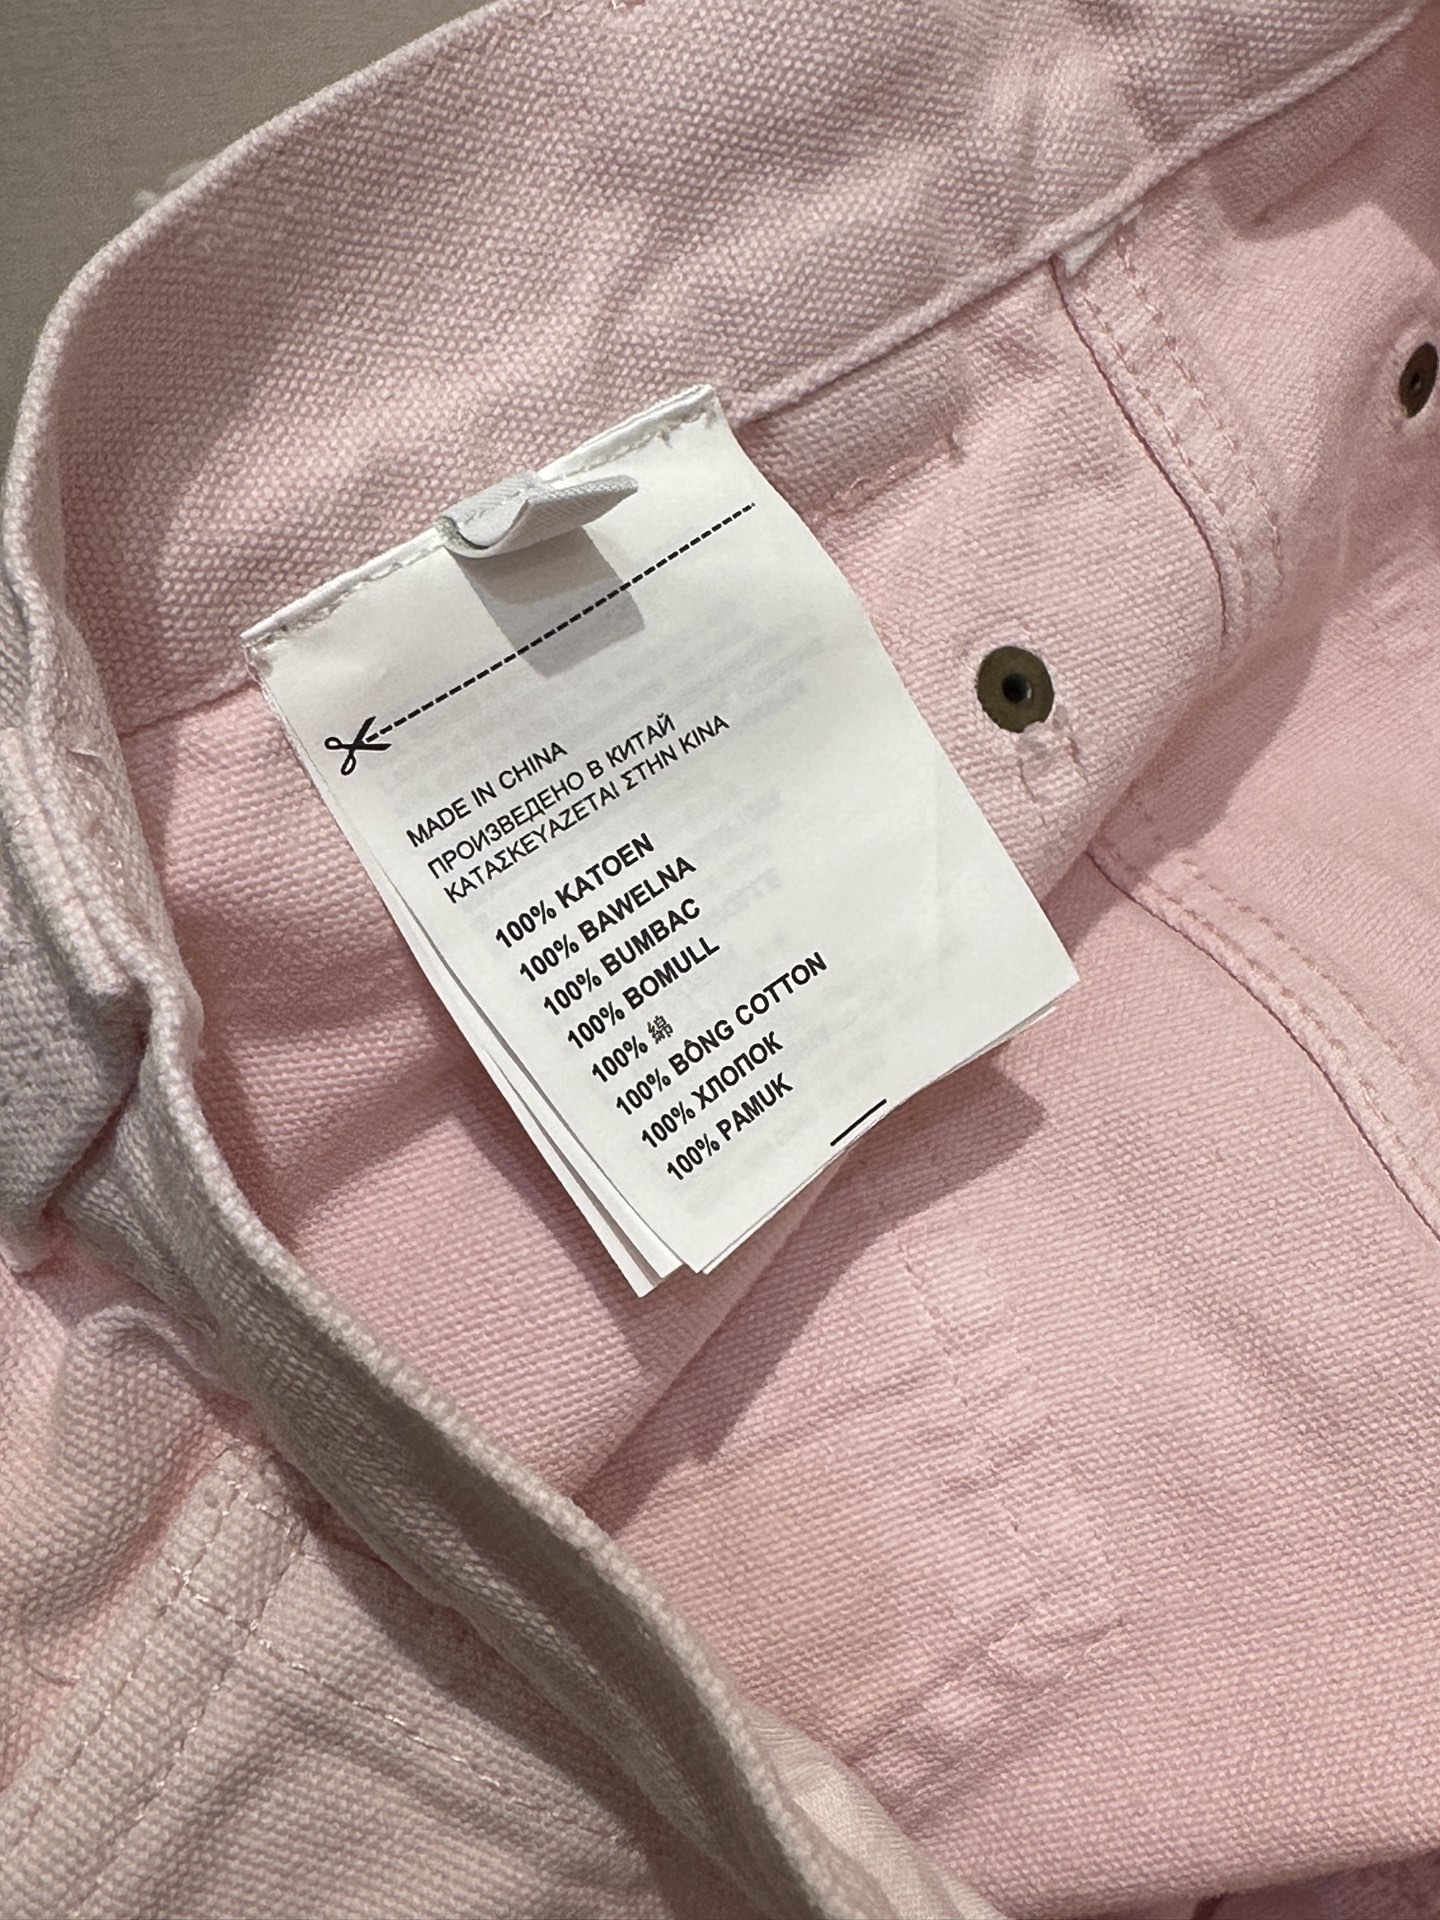 MADE IN CHINA
ПРОИЗВЕДЕНО В КИТАЙ
ΚΑΤΑΣΚΕΥΑΖΕΤΑΙ ΣΤΗΝ ΚΙΝΑ
100% KATOEN
100% BAWELNA
100% BUMBAC
100% BOMULL
100% 綿
100% BÔNG COTTON
100% ХЛОПОК
100% PAMUK